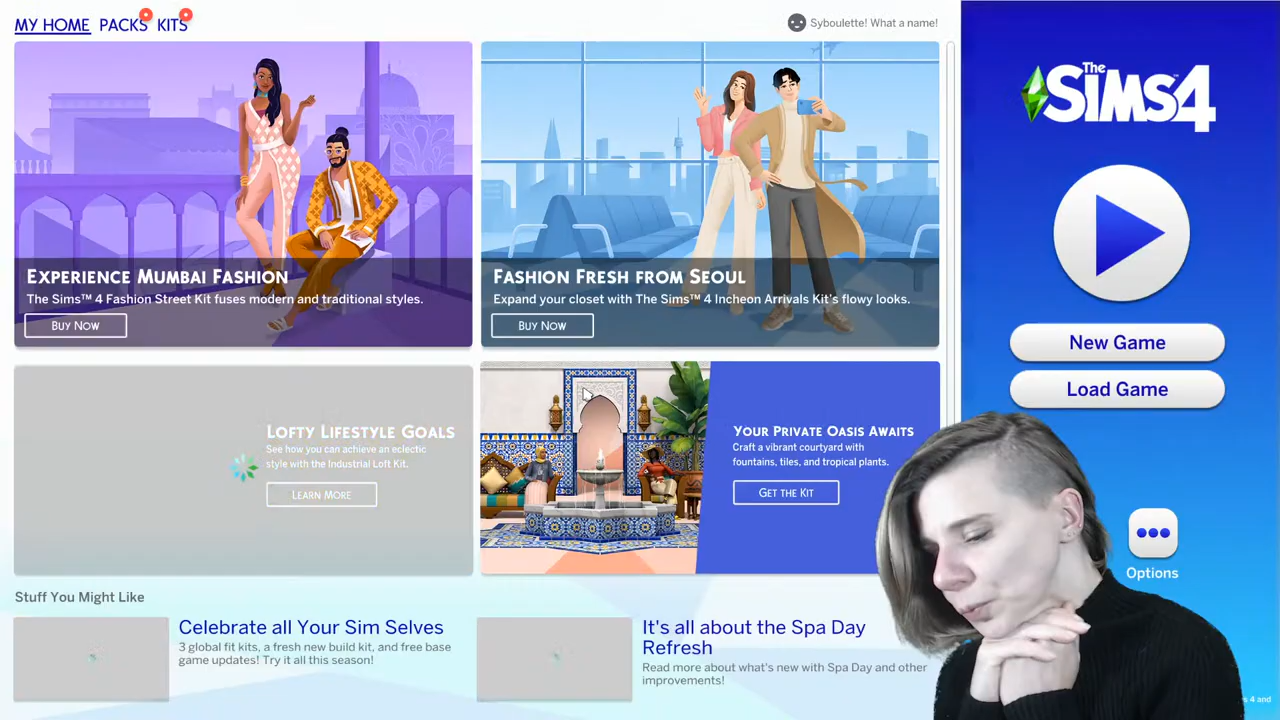 MY HOME PACKS KITS
Syboulette! What a name!
EXPERIENCE MUMBAI FASHION
The Sims™ 4 Fashion Street Kit fuses modern and traditional styles.
BUY NOW
FASHION FRESH FROM SEOUL
Expand your closet with The Sims™ 4 Incheon Arrivals Kit's flowy looks.
BUY NOW
LOFTY LIFESTYLE GOALS
See how you can achieve an eclectic
style with the Industrial Loft Kit.
LEARN MORE
YOUR PRIVATE OASIS AWAITS
Craft a vibrant courtyard with
fountains, tiles, and tropical plants.
GET THE KIT
Stuff You Might Like
Celebrate all Your Sim Selves
3 global fit kits, a fresh new build kit, and free base
game updates! Try it all this season!
It's all about the Spa Day
Refresh
Read more about what's new with Spa Day and other
improvements!
The SIMS 4
New Game
Load Game
Options
4 and